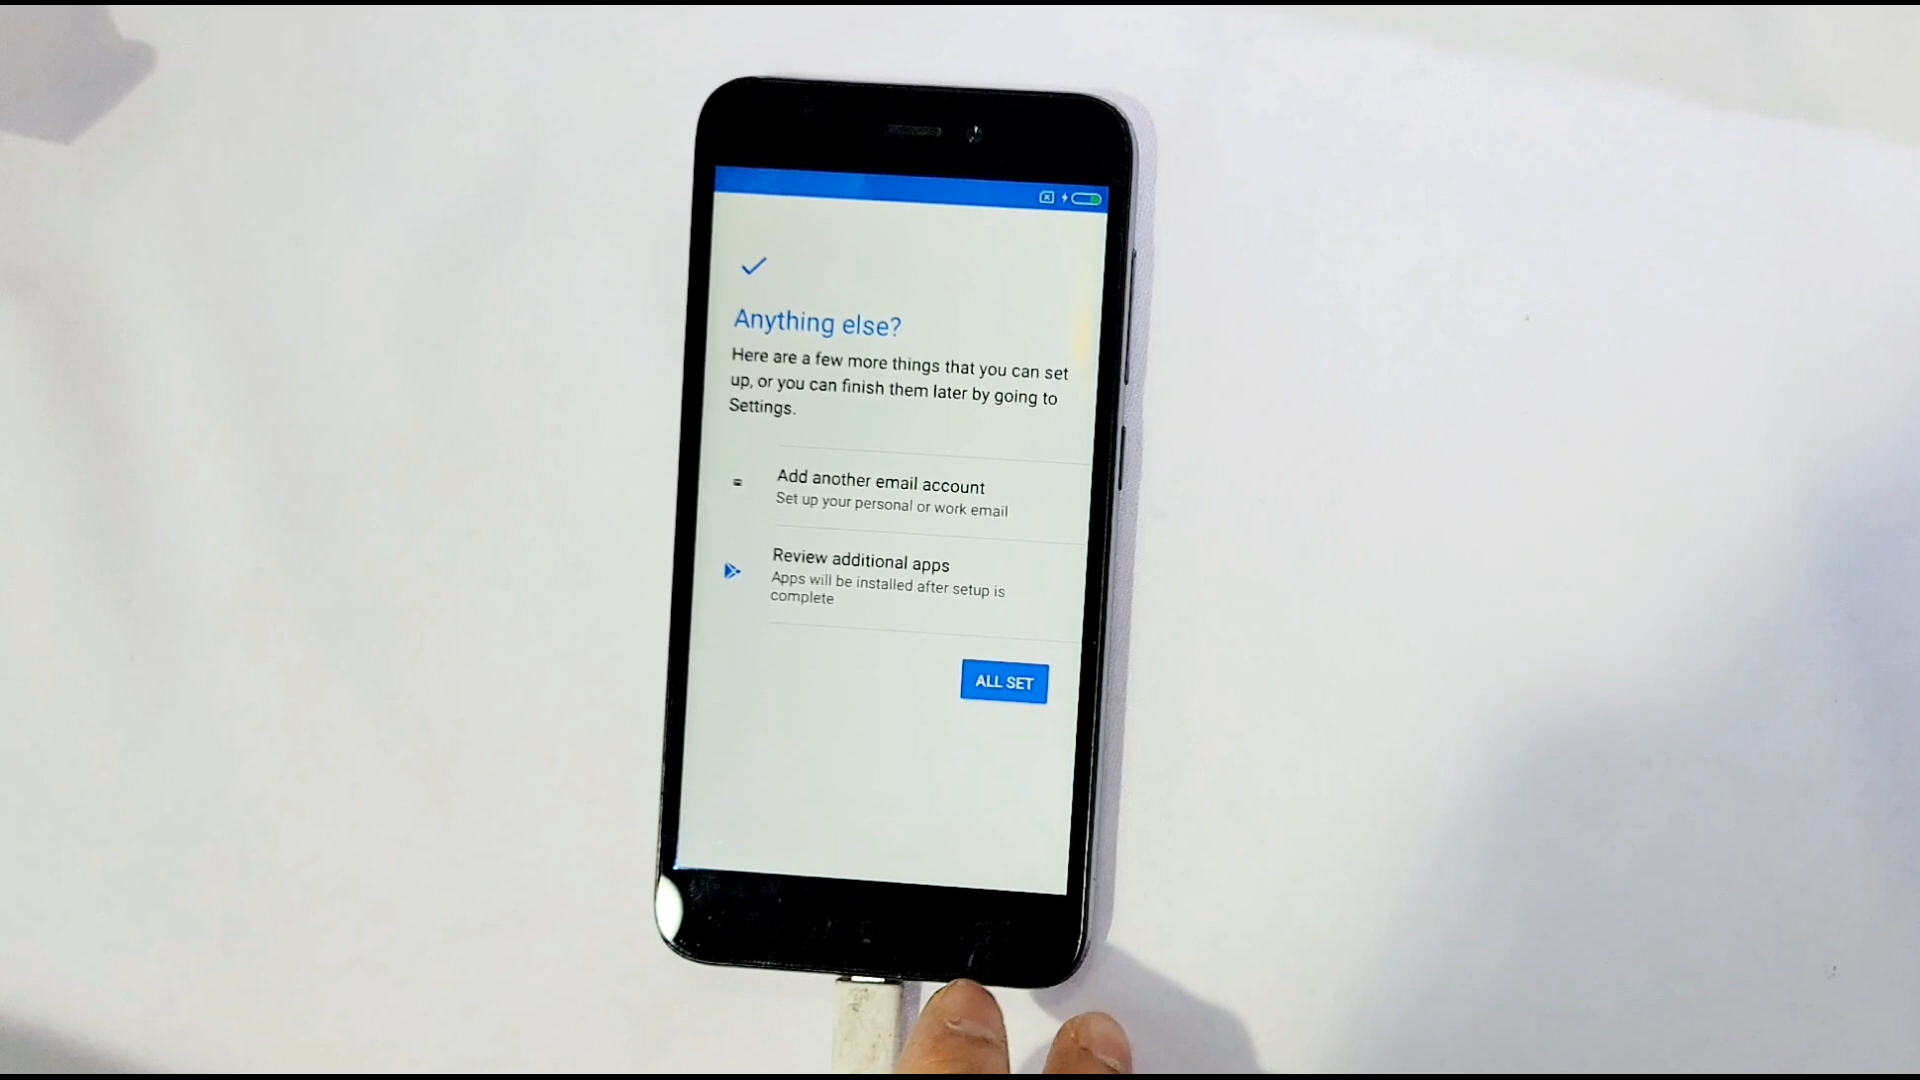 Anything else?
Here are a few more things that you can set
up, or you can finish them later by going to
Settings.
Add another email account
Set up your personal or work email
Review additional apps
Apps will be installed after setup is
complete
ALL SET